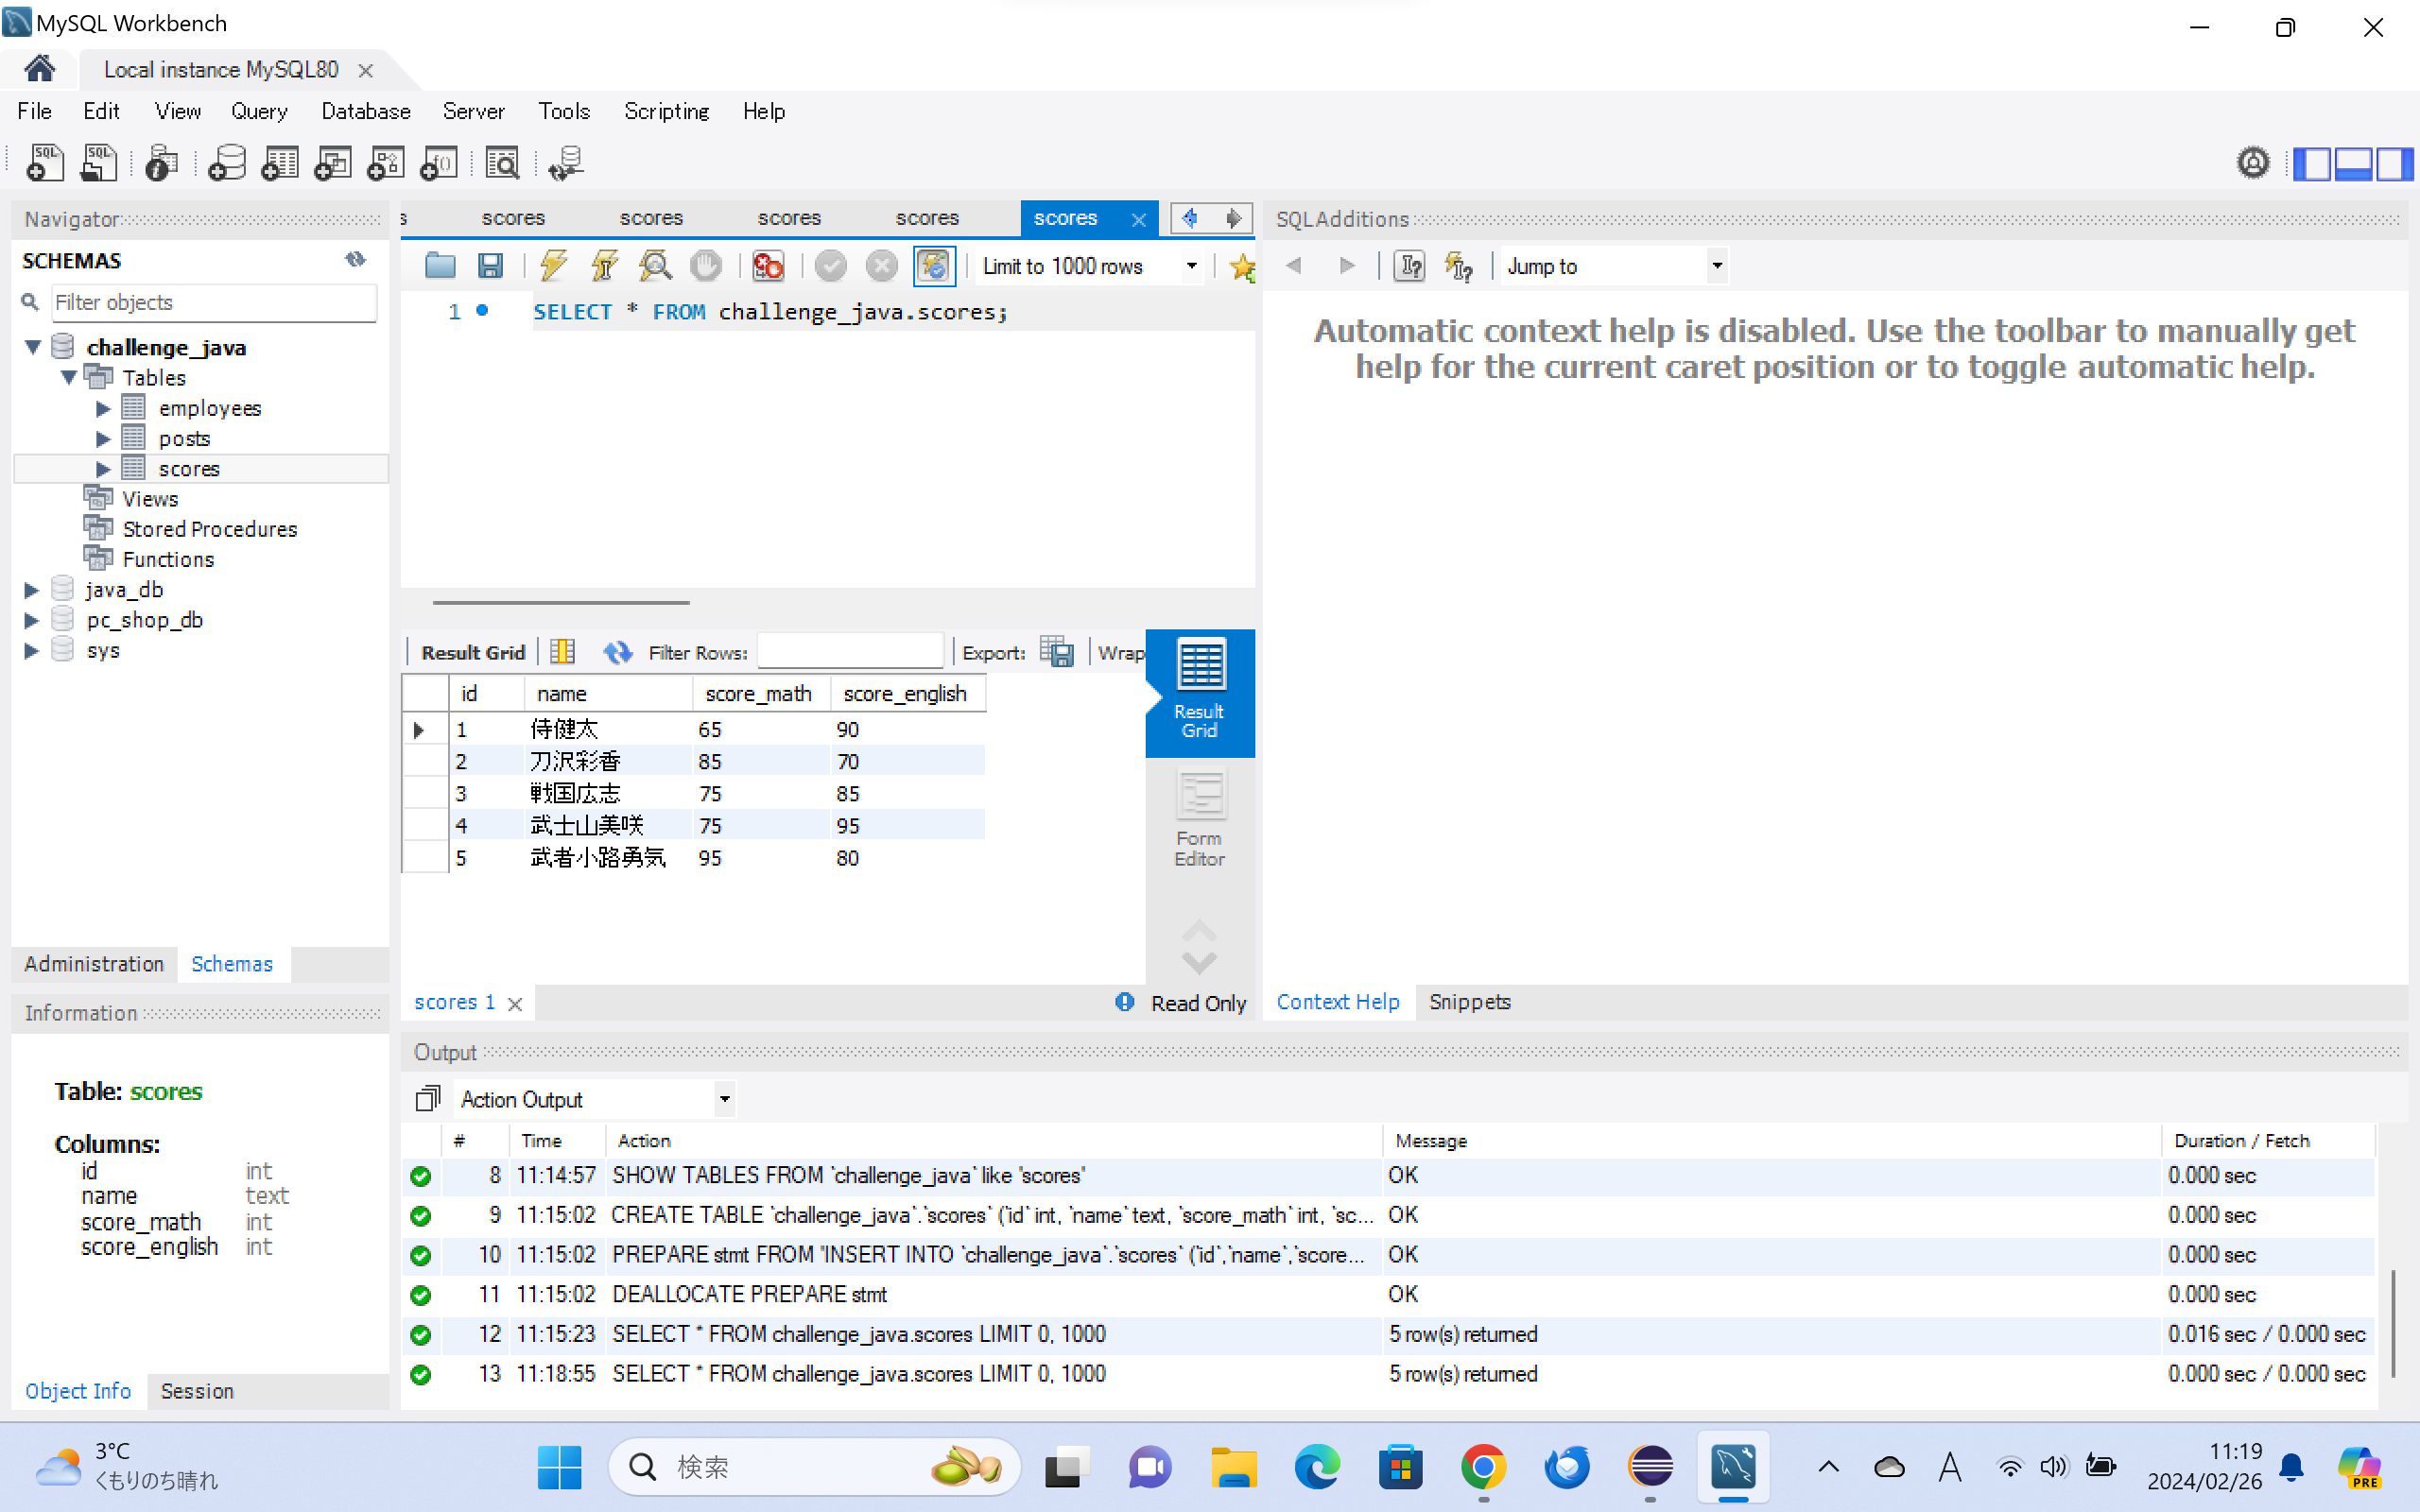 MySQL Workbench
Local instance MySQL80
File Edit View Query Database Server Tools Scripting Help
Navigator
SCHEMAS
Filter objects
challenge_java
Tables
employees
posts
scores
Views
Stored Procedures
Functions
java_db
pc_shop_db
sys
Administration Schemas
Information
Table: scores
Columns:
id int
name text
score_math int
score_english int
Object Info Session
s scores scores scores scores scores
Limit to 1000 rows
1 SELECT * FROM challenge_java.scores;
Result Grid Filter Rows: Export: Wrap
id name score_math score_english
1 侍健太 65 90
2 刀沢彩香 85 70
3 戦国広志 75 85
4 武士山美咲 75 95
5 武者小路勇気 95 80
Result
Grid
Form
Editor
scores 1 Read Only
SQLAdditions
Jump to
Automatic context help is disabled. Use the toolbar to manually get
help for the current caret position or to toggle automatic help.
Context Help Snippets
Output
Action Output
# Time Action Message Duration / Fetch
8 11:14:57 SHOW TABLES FROM `challenge_java` like 'scores' OK 0.000 sec
9 11:15:02 CREATE TABLE `challenge_java`.`scores` (`id` int, `name` text, `score_math` int, `sc... OK 0.000 sec
10 11:15:02 PREPARE stmt FROM 'INSERT INTO `challenge_java`.`scores` (`id`,`name`,`score... OK 0.000 sec
11 11:15:02 DEALLOCATE PREPARE stmt OK 0.000 sec
12 11:15:23 SELECT * FROM challenge_java.scores LIMIT 0, 1000 5 row(s) returned 0.016 sec / 0.000 sec
13 11:18:55 SELECT * FROM challenge_java.scores LIMIT 0, 1000 5 row(s) returned 0.000 sec / 0.000 sec
3°C
くもりのち晴れ
検索
A
11:19
2024/02/26
PRE